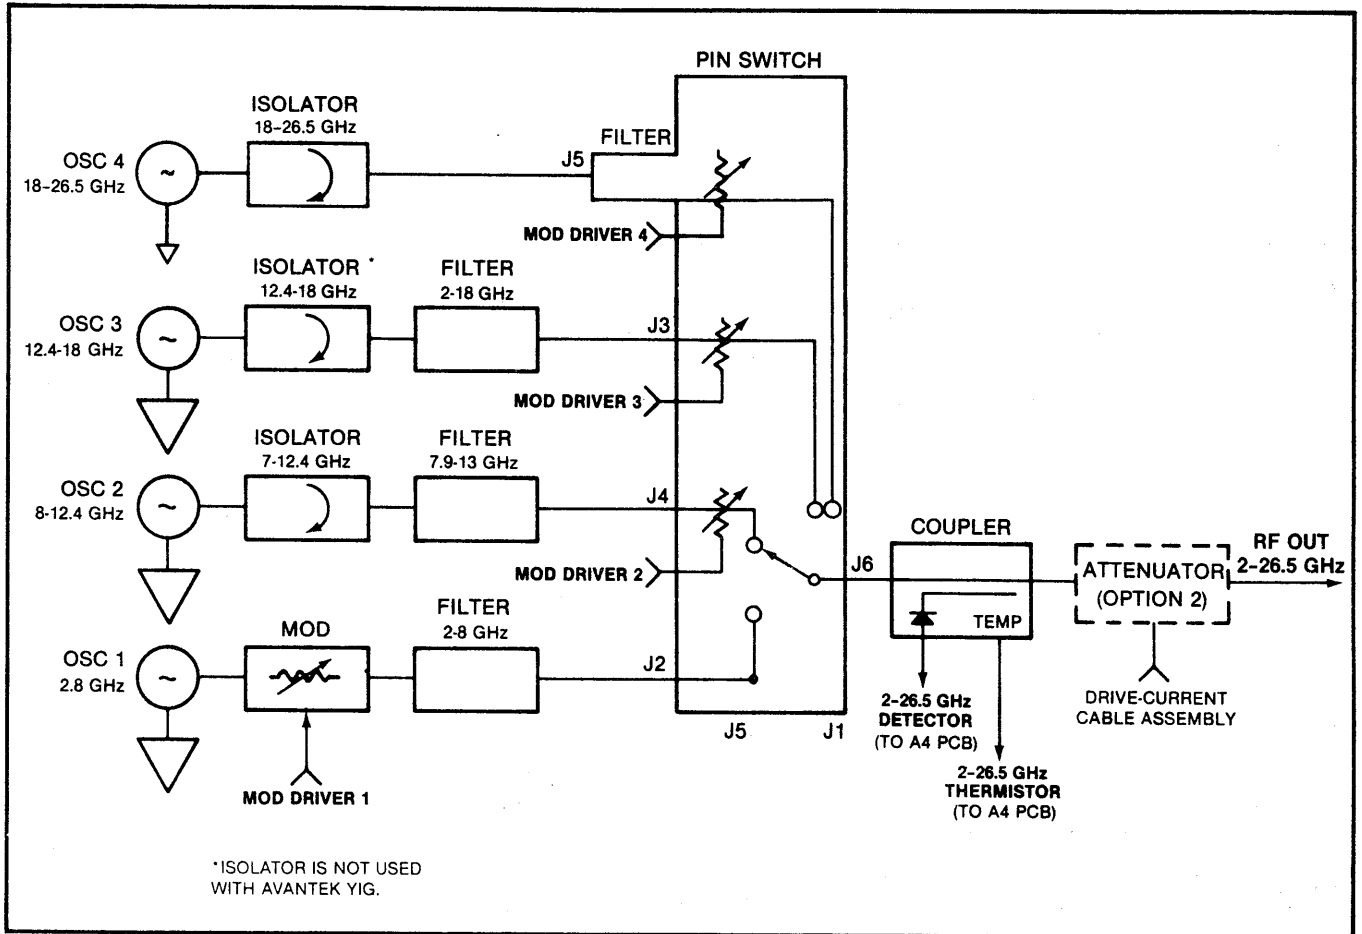 PIN SWITCH
ISOLATOR
18-26.5 GHz
FILTER
OSC 4
18-26.5 GHz
~
J5
MOD DRIVER 4
ISOLATOR *
12.4-18 GHz
FILTER
2-18 GHz
OSC 3
12.4-18 GHz
~
J3
MOD DRIVER 3
ISOLATOR
7-12.4 GHz
FILTER
7.9-13 GHz
OSC 2
8-12.4 GHz
~
J4
MOD DRIVER 2
COUPLER
J6
TEMP
ATTENUATOR
(OPTION 2)
RF OUT
2-26.5 GHz
MOD
FILTER
2-8 GHz
OSC 1
2.8 GHz
~
J2
J5
J1
MOD DRIVER 1
2-26.5 GHz
DETECTOR
(TO A4 PCB)
2-26.5 GHz
THERMISTOR
(TO A4 PCB)
DRIVE-CURRENT
CABLE ASSEMBLY
*ISOLATOR IS NOT USED
WITH AVANTEK YIG.